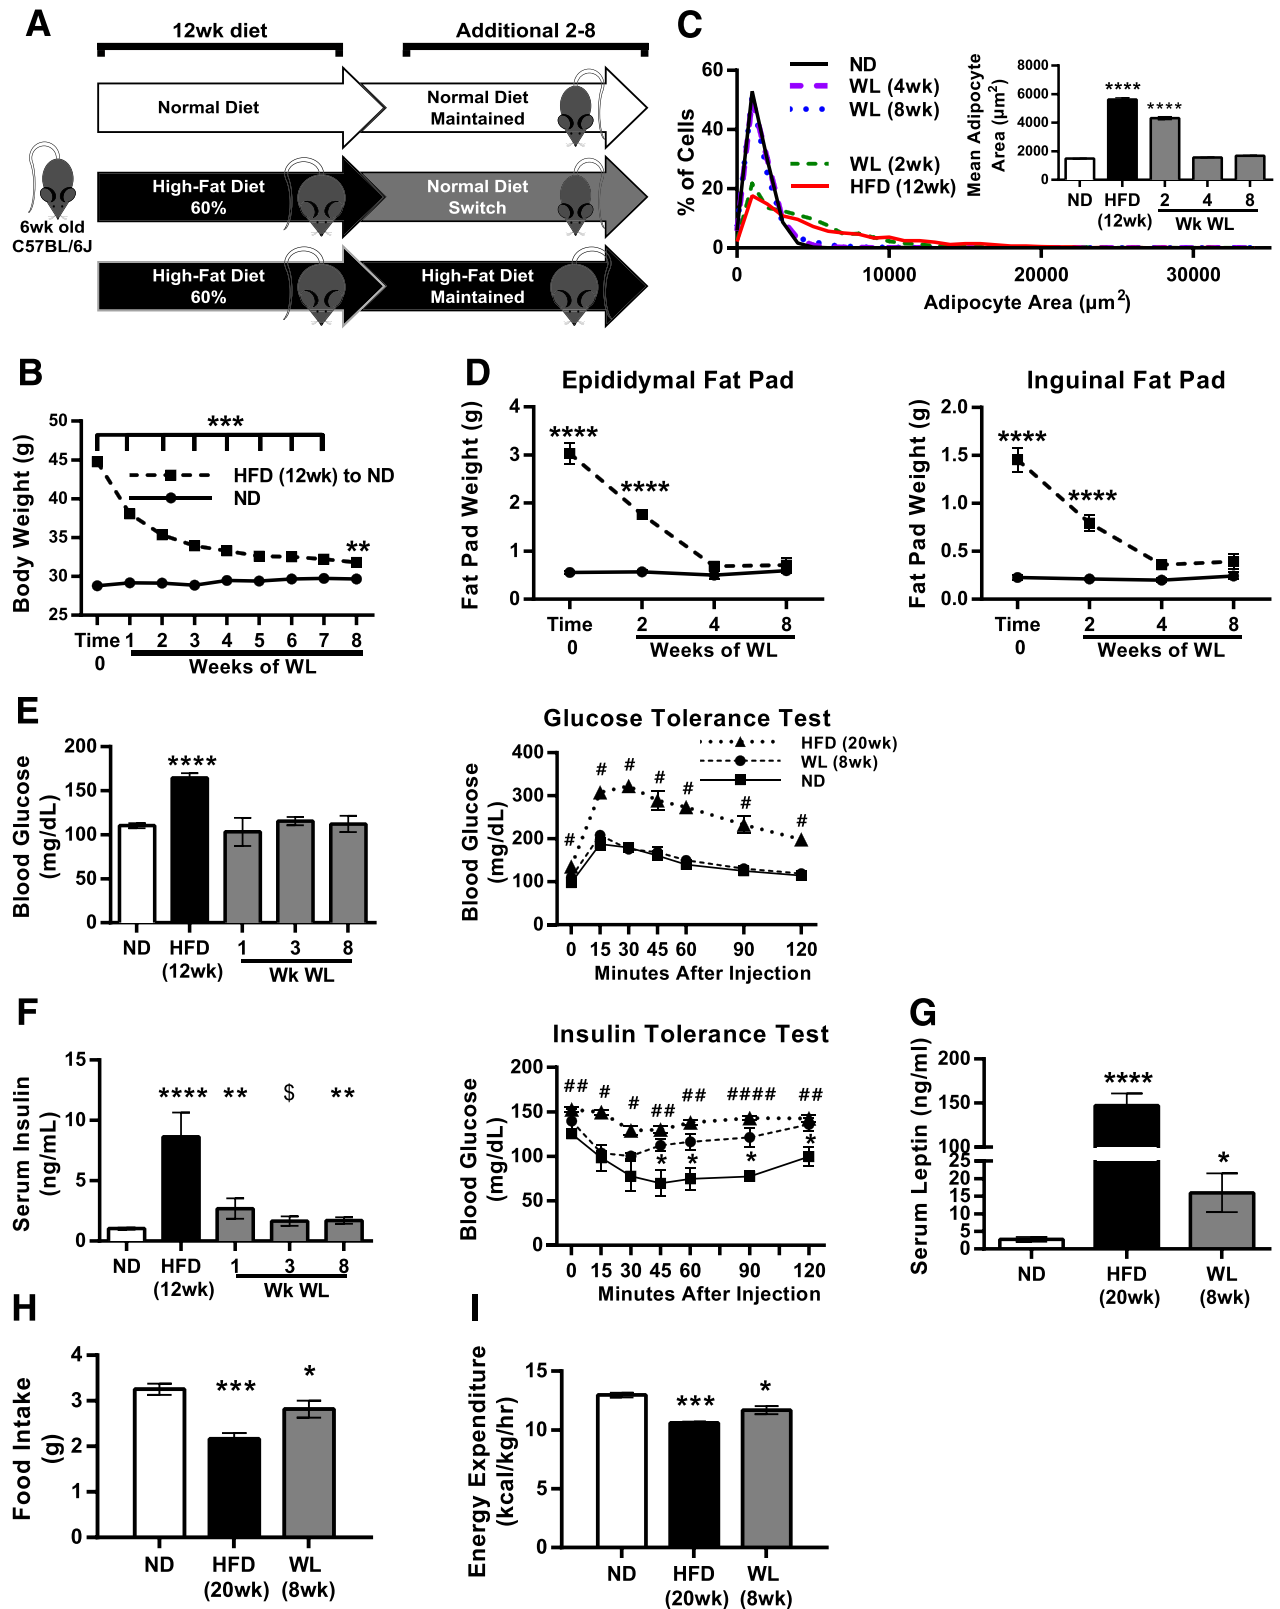 A
12wk diet
Additional 2-8
Normal Diet
Normal Diet
Maintained
High-Fat Diet
60%
Normal Diet
Switch
6wk old
C57BL/6J
High-Fat Diet
60%
High-Fat Diet
Maintained
C
% of Cells
60
40
20
0
0
10000
20000
30000
Adipocyte Area (µm²)
ND
WL (4wk)
WL (8wk)
WL (2wk)
HFD (12wk)
Mean Adipocyte
Area (µm²)
8000
6000
4000
2000
0
****
****
ND
HFD
(12wk)
2
4
8
Wk WL
B
Body Weight (g)
50
45
40
35
30
25
***
HFD (12wk) to ND
ND
**
Time
0
1 2 3 4 5 6 7 8
Weeks of WL
D
Epididymal Fat Pad
Fat Pad Weight (g)
4
3
2
1
0
****
****
Time
0
2
4
8
Weeks of WL
Inguinal Fat Pad
Fat Pad Weight (g)
2.0
1.5
1.0
0.5
0.0
****
****
Time
0
2
4
8
Weeks of WL
E
Blood Glucose
(mg/dL)
200
150
100
50
0
****
ND
HFD
(12wk)
1
3
8
Wk WL
Glucose Tolerance Test
HFD (20wk)
WL (8wk)
ND
Blood Glucose
(mg/dL)
400
300
200
100
0
# # # # # # #
0 15 30 45 60 90 120
Minutes After Injection
F
Serum Insulin
(ng/mL)
15
10
5
0
**** ** $ **
ND
HFD
(12wk)
1
3
8
Wk WL
Insulin Tolerance Test
Blood Glucose
(mg/dL)
200
150
100
50
0
## # # ## ## #### ##
* * * *
0 15 30 45 60 90 120
Minutes After Injection
G
Serum Leptin (ng/ml)
200
150
100
25
20
15
10
5
0
****
*
ND
HFD
(20wk)
WL
(8wk)
H
Food Intake
(g)
4
3
2
1
0
***
*
ND
HFD
(20wk)
WL
(8wk)
I
Energy Expenditure
(kcal/kg/hr)
15
10
5
0
***
*
ND
HFD
(20wk)
WL
(8wk)